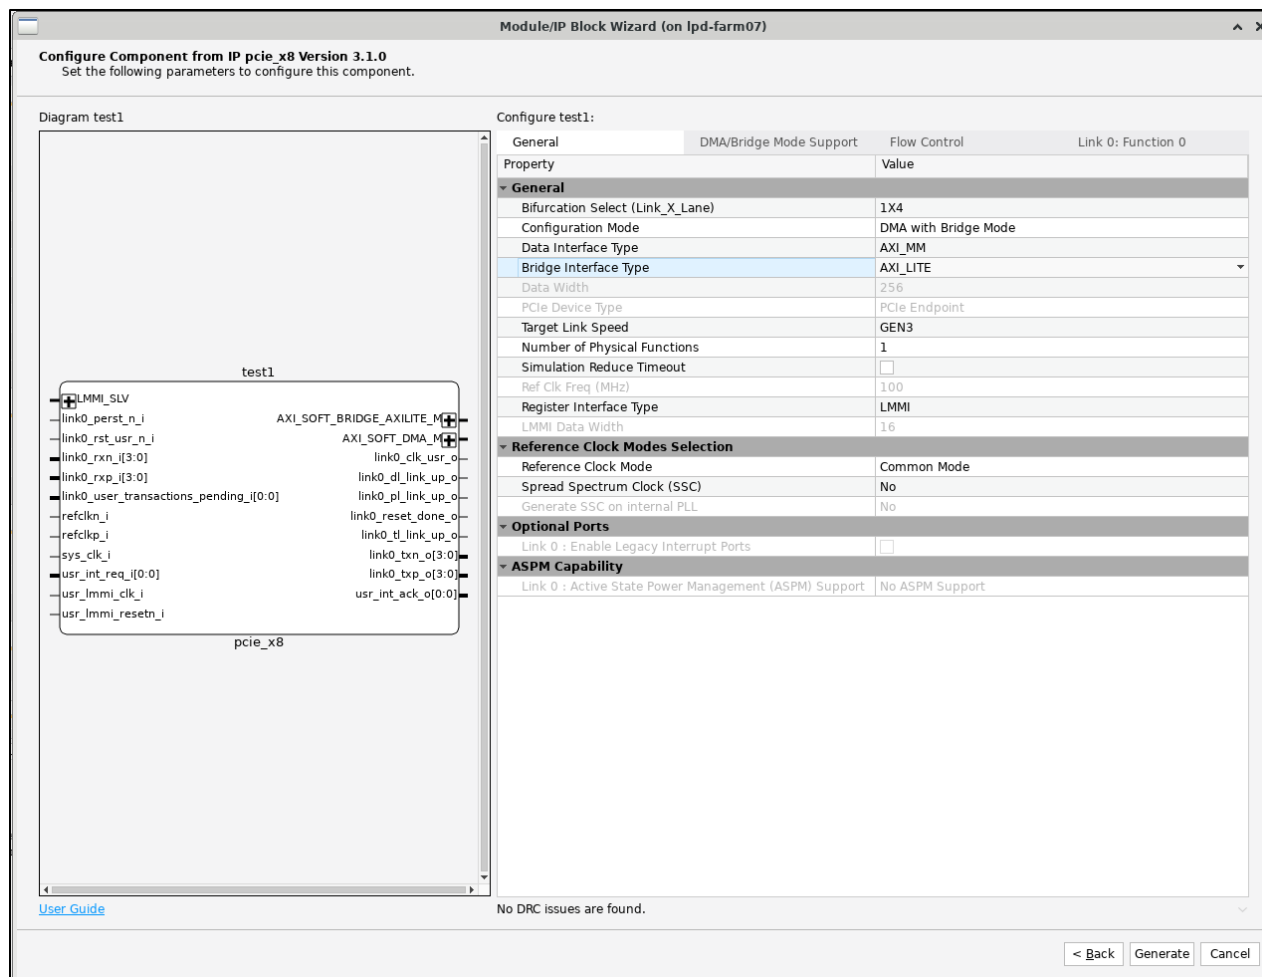 Module/IP Block Wizard (on lpd-farm07)
Configure Component from IP pcie_x8 Version 3.1.0
Set the following parameters to configure this component.
Diagram test1
test1
LMMI_SLV
link0_perst_n_i
link0_rst_usr_n_i
link0_rxn_i[3:0]
link0_rxp_i[3:0]
link0_user_transactions_pending_i[0:0]
refclkn_i
refclkp_i
sys_clk_i
usr_int_req_i[0:0]
usr_lmmi_clk_i
usr_lmmi_resetn_i
AXI_SOFT_BRIDGE_AXILITE_M
AXI_SOFT_DMA_M
link0_clk_usr_o
link0_dl_link_up_o
link0_pl_link_up_o
link0_reset_done_o
link0_tl_link_up_o
link0_txn_o[3:0]
link0_txp_o[3:0]
usr_int_ack_o[0:0]
pcie_x8
User Guide
Configure test1:
General DMA/Bridge Mode Support Flow Control Link 0: Function 0
Property Value
General
Bifurcation Select (Link_X_Lane) 1X4
Configuration Mode DMA with Bridge Mode
Data Interface Type AXI_MM
Bridge Interface Type AXI_LITE
Data Width 256
PCIe Device Type PCIe Endpoint
Target Link Speed GEN3
Number of Physical Functions 1
Simulation Reduce Timeout
Ref Clk Freq (MHz) 100
Register Interface Type LMMI
LMMI Data Width 16
Reference Clock Modes Selection
Reference Clock Mode Common Mode
Spread Spectrum Clock (SSC) No
Generate SSC on internal PLL No
Optional Ports
Link 0 : Enable Legacy Interrupt Ports
ASPM Capability
Link 0 : Active State Power Management (ASPM) Support No ASPM Support
No DRC issues are found.
< Back Generate Cancel